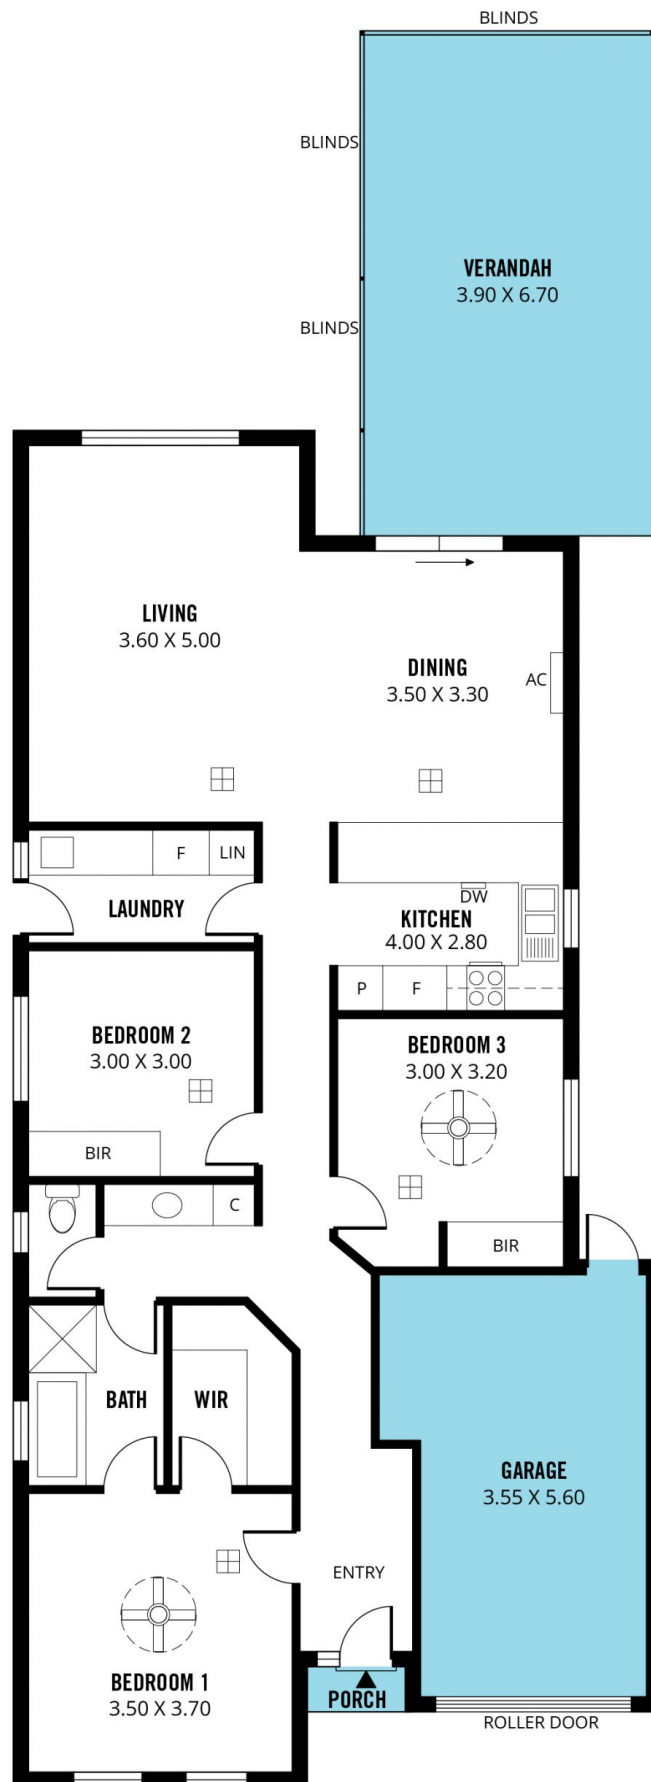 BLINDS
BLINDS
VERANDAH
3.90 X 6.70
BLINDS
LIVING
3.60 X 5.00
DINING
3.50 X 3.30
AC
F
LIN
LAUNDRY
DW
KITCHEN
4.00 X 2.80
P
F
BEDROOM 2
3.00 X 3.00
BEDROOM 3
3.00 X 3.20
BIR
C
BIR
BATH
WIR
GARAGE
3.55 X 5.60
ENTRY
BEDROOM 1
3.50 X 3.70
PORCH
ROLLER DOOR